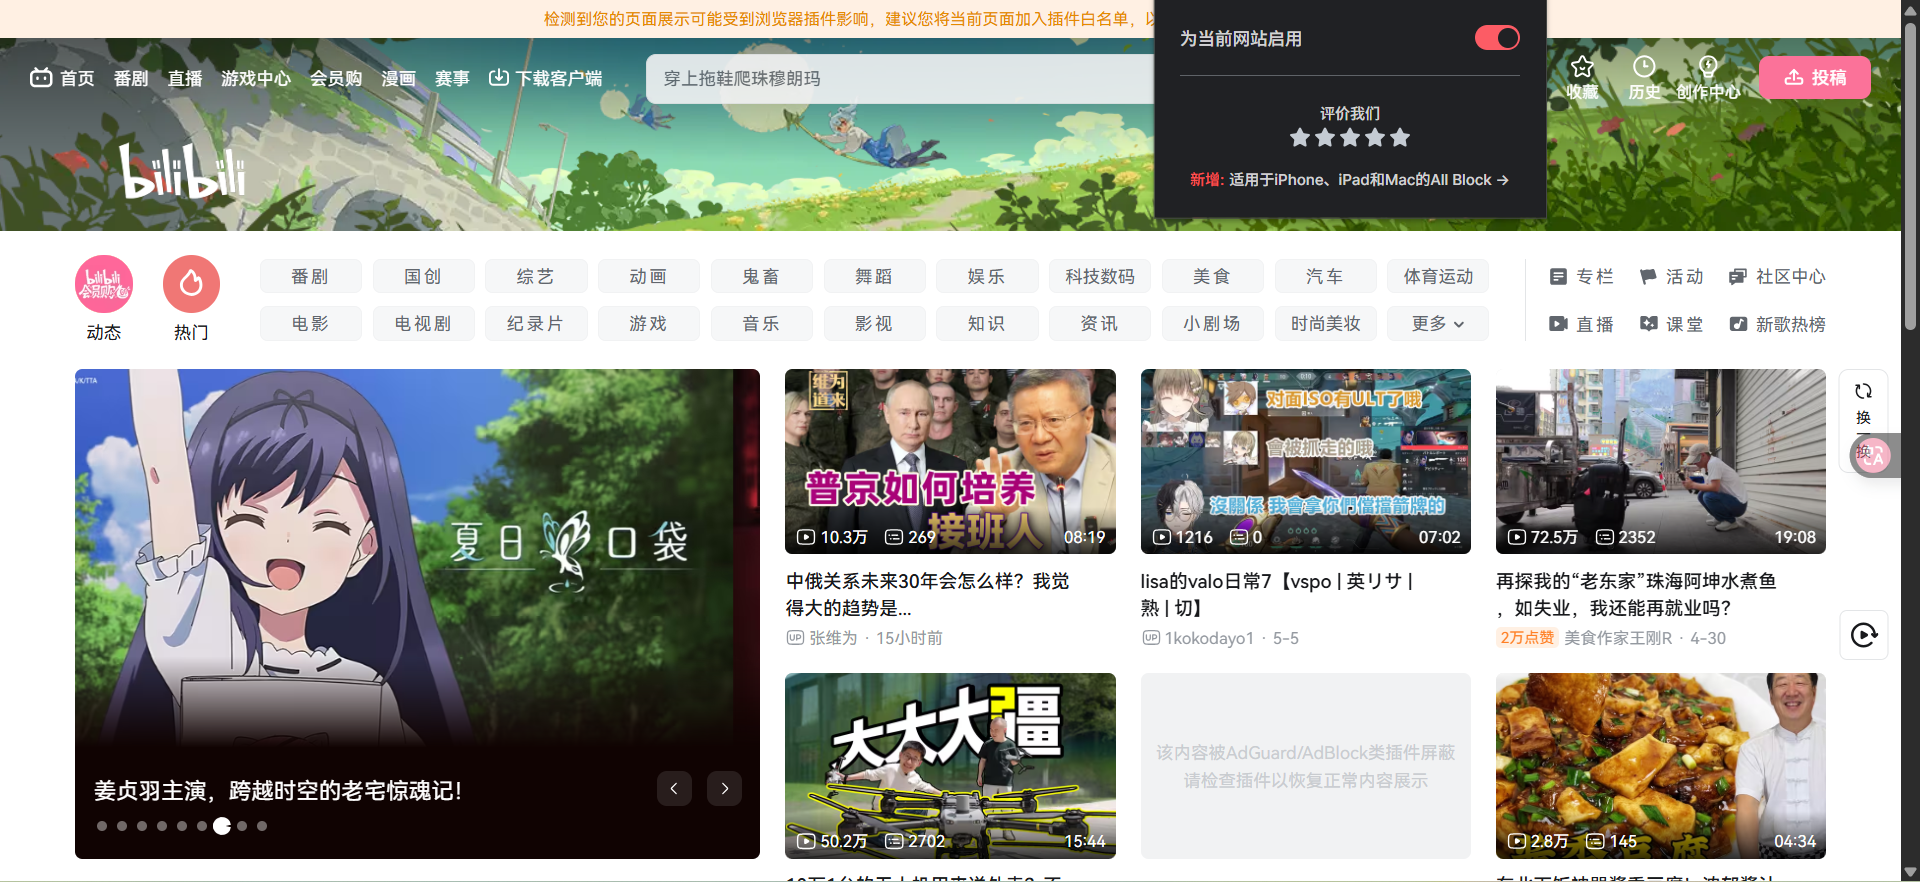 检测到您的页面展示可能受到浏览器插件影响，建议您将当前页面加入插件白名单，以
为当前网站启用
评价我们
新增: 适用于iPhone、iPad和Mac的All Block →
首页 番剧 直播 游戏中心 会员购 漫画 赛事 下载客户端
穿上拖鞋爬珠穆朗玛
收藏 历史 创作中心 投稿
bilibili
bilibili
会员购
动态 热门
番剧 国创 综艺 动画 鬼畜 舞蹈 娱乐 科技数码 美食 汽车 体育运动
电影 电视剧 纪录片 游戏 音乐 影视 知识 资讯 小剧场 时尚美妆 更多
专栏 活动 社区中心
直播 课堂 新歌热榜
夏日口袋
姜贞羽主演，跨越时空的老宅惊魂记！
维为道来
普京如何培养
接班人
10.3万 269 08:19
中俄关系未来30年会怎么样？我觉
得大的趋势是...
UP 张维为 · 15小时前
对面ISO有ULT了哦
會被抓走的哦
沒關係 我會拿你們當擋箭牌的
1216 0 07:02
lisa的valo日常7【vspo | 英リサ |
熟 | 切】
UP 1kokodayo1 · 5-5
72.5万 2352 19:08
再探我的“老东家”珠海阿坤水煮鱼
，如失业，我还能再就业吗？
2万点赞 美食作家王刚R · 4-30
换
换
大大大疆
50.2万 2702 15:44
该内容被AdGuard/AdBlock类插件屏蔽
请检查插件以恢复正常内容展示
2.8万 145 04:34